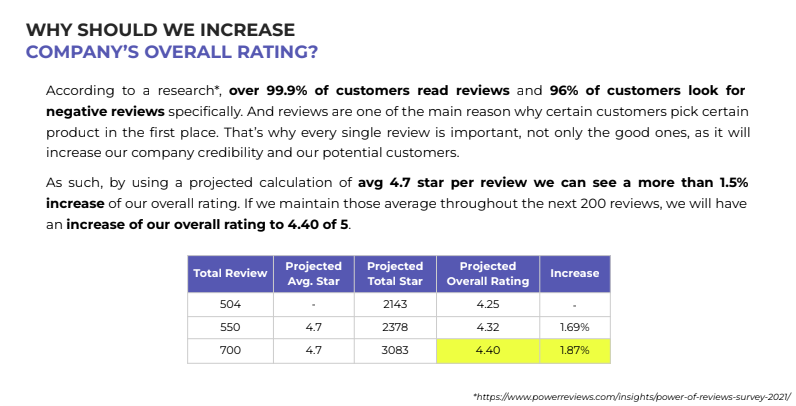 WHY SHOULD WE INCREASE
COMPANY'S OVERALL RATING?
According to a research*, over 99.9% of customers read reviews and 96% of customers look for
negative reviews specifically. And reviews are one of the main reason why certain customers pick certain
product in the first place. That's why every single review is important, not only the good ones, as it will
increase our company credibility and our potential customers.
As such, by using a projected calculation of avg 4.7 star per review we can see a more than 1.5%
increase of our overall rating. If we maintain those average throughout the next 200 reviews, we will have
an increase of our overall rating to 4.40 of 5.
Total Review Projected Avg. Star Projected Total Star Projected Overall Rating Increase
504 - 2143 4.25 -
550 4.7 2378 4.32 1.69%
700 4.7 3083 4.40 1.87%
*https://www.powerreviews.com/insights/power-of-reviews-survey-2021/